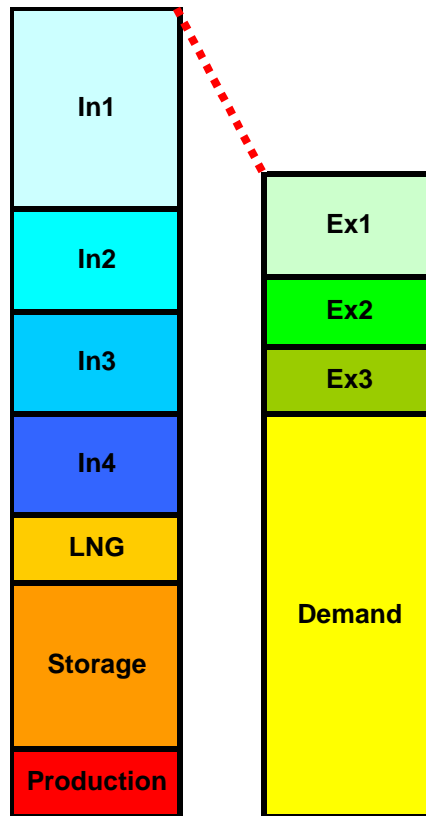 In1
In2
In3
In4
LNG
Storage
Production
Ex1
Ex2
Ex3
Demand